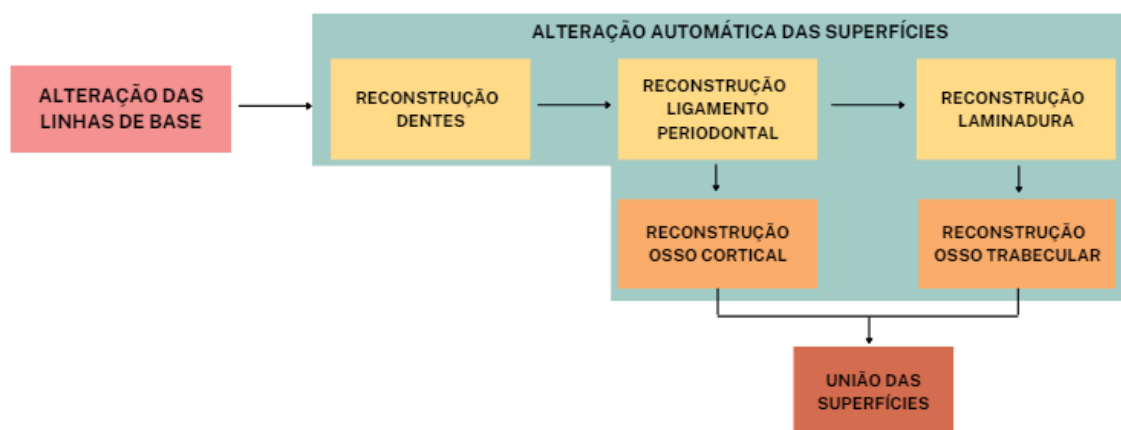 ALTERAÇÃO AUTOMÁTICA DAS SUPERFÍCIES
ALTERAÇÃO DAS
LINHAS DE BASE
RECONSTRUÇÃO
DENTES
RECONSTRUÇÃO
LIGAMENTO
PERIODONTAL
RECONSTRUÇÃO
LAMINADURA
RECONSTRUÇÃO
OSSO CORTICAL
RECONSTRUÇÃO
OSSO TRABECULAR
UNIÃO DAS
SUPERFÍCIES